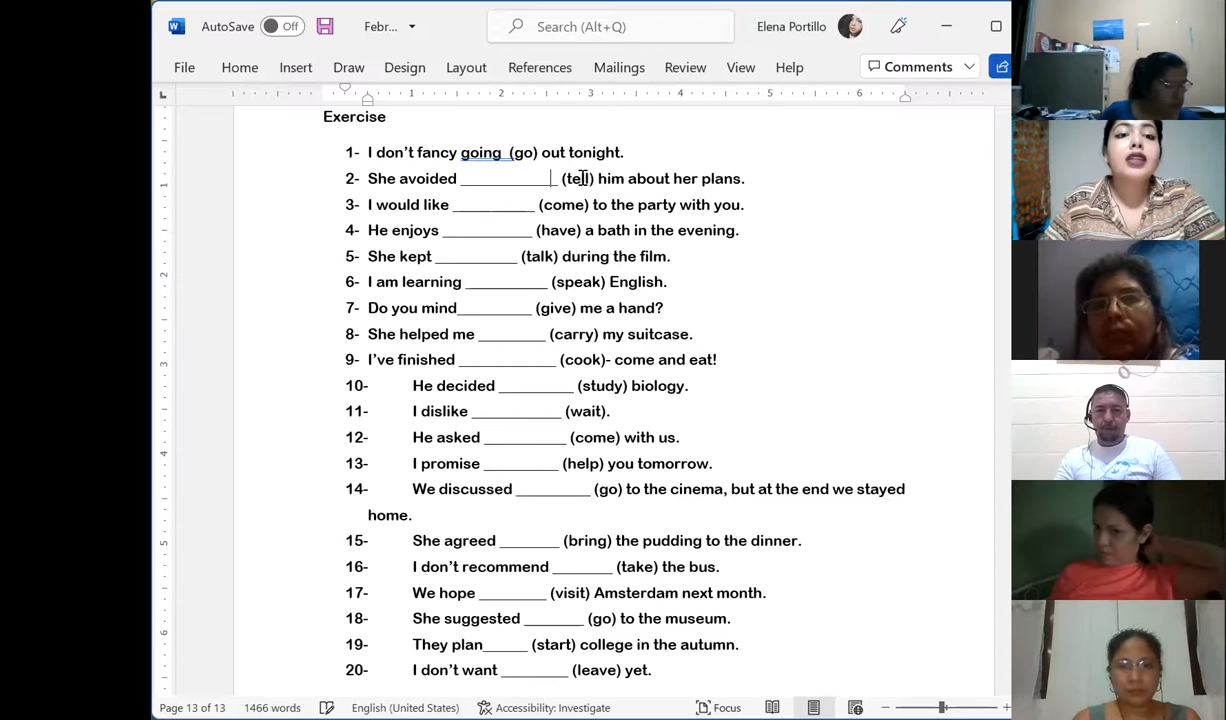 AutoSave Off Febr... Search (Alt+Q) Elena Portillo
File Home Insert Draw Design Layout References Mailings Review View Help Comments
1 2 3 4 5 6
Exercise
1- I don't fancy going (go) out tonight.
2- She avoided ____________ (tell) him about her plans.
3- I would like __________ (come) to the party with you.
4- He enjoys ___________ (have) a bath in the evening.
5- She kept __________ (talk) during the film.
6- I am learning __________ (speak) English.
7- Do you mind_________ (give) me a hand?
8- She helped me ________ (carry) my suitcase.
9- I've finished ____________ (cook)- come and eat!
10- He decided _________ (study) biology.
11- I dislike ___________ (wait).
12- He asked __________ (come) with us.
13- I promise _________ (help) you tomorrow.
14- We discussed _________ (go) to the cinema, but at the end we stayed
home.
15- She agreed _______ (bring) the pudding to the dinner.
16- I don't recommend _______ (take) the bus.
17- We hope ________ (visit) Amsterdam next month.
18- She suggested _______ (go) to the museum.
19- They plan_____ (start) college in the autumn.
20- I don't want ________ (leave) yet.
Page 13 of 13 1466 words English (United States) Accessibility: Investigate Focus